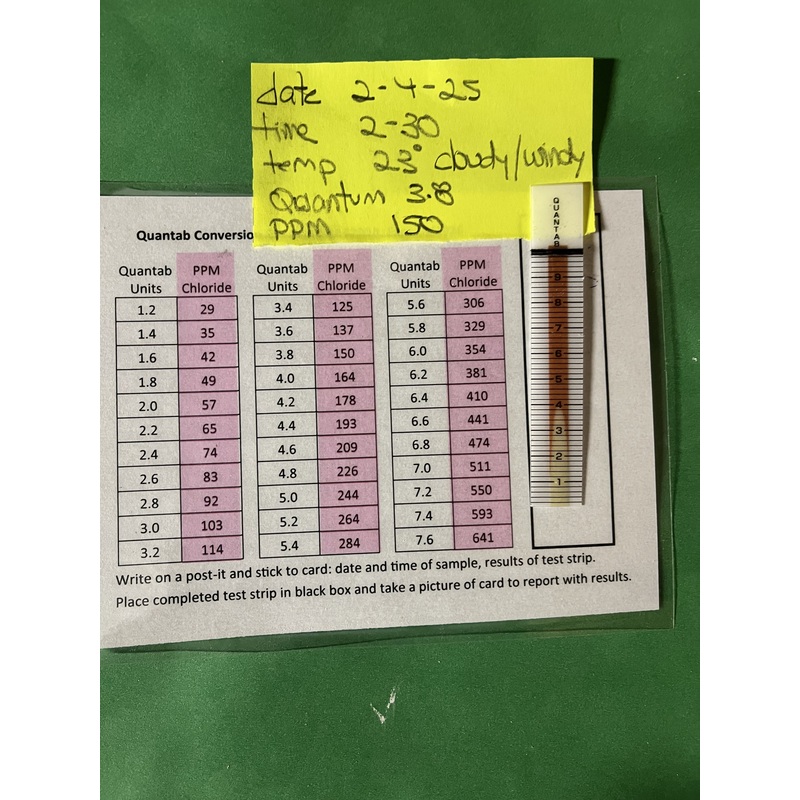 date 2-4-25
time 2-30
temp 23° cloudy/windy
Quantum 3.8
PPM 150
Quantab Conversio
Quantab Units PPM Chloride Quantab Units PPM Chloride Quantab Units PPM Chloride
1.2 29 3.4 125 5.6 306
1.4 35 3.6 137 5.8 329
1.6 42 3.8 150 6.0 354
1.8 49 4.0 164 6.2 381
2.0 57 4.2 178 6.4 410
2.2 65 4.4 193 6.6 441
2.4 74 4.6 209 6.8 474
2.6 83 4.8 226 7.0 511
2.8 92 5.0 244 7.2 550
3.0 103 5.2 264 7.4 593
3.2 114 5.4 284 7.6 641
QUANTAB
9
8
7
6
5
4
3
2
1
Write on a post-it and stick to card: date and time of sample, results of test strip.
Place completed test strip in black box and take a picture of card to report with results.